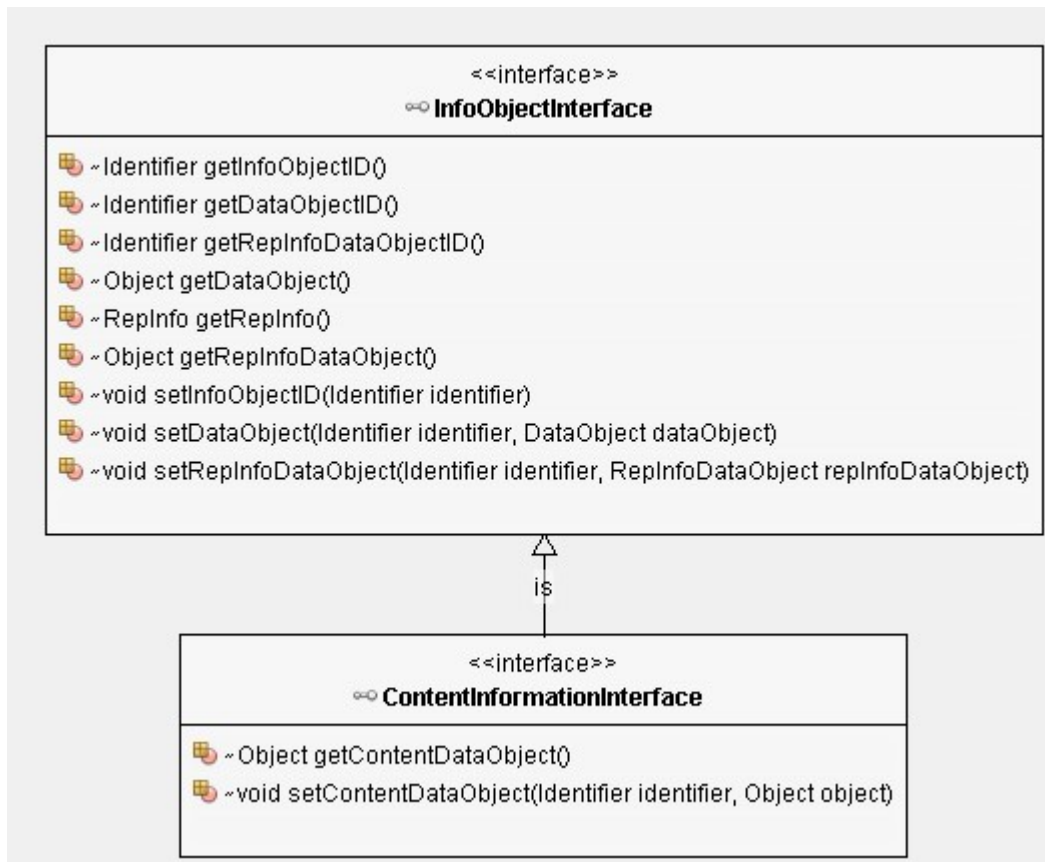 <<interface>>
InfoObjectInterface
~Identifier getInfoObjectID()
~Identifier getDataObjectID()
~Identifier getRepInfoDataObjectID()
~Object getDataObject()
~RepInfo getRepInfo()
~Object getRepInfoDataObject()
~void setInfoObjectID(Identifier identifier)
~void setDataObject(Identifier identifier, DataObject dataObject)
~void setRepInfoDataObject(Identifier identifier, RepInfoDataObject repInfoDataObject)
is
<<interface>>
ContentInformationInterface
~Object getContentDataObject()
~void setContentDataObject(Identifier identifier, Object object)